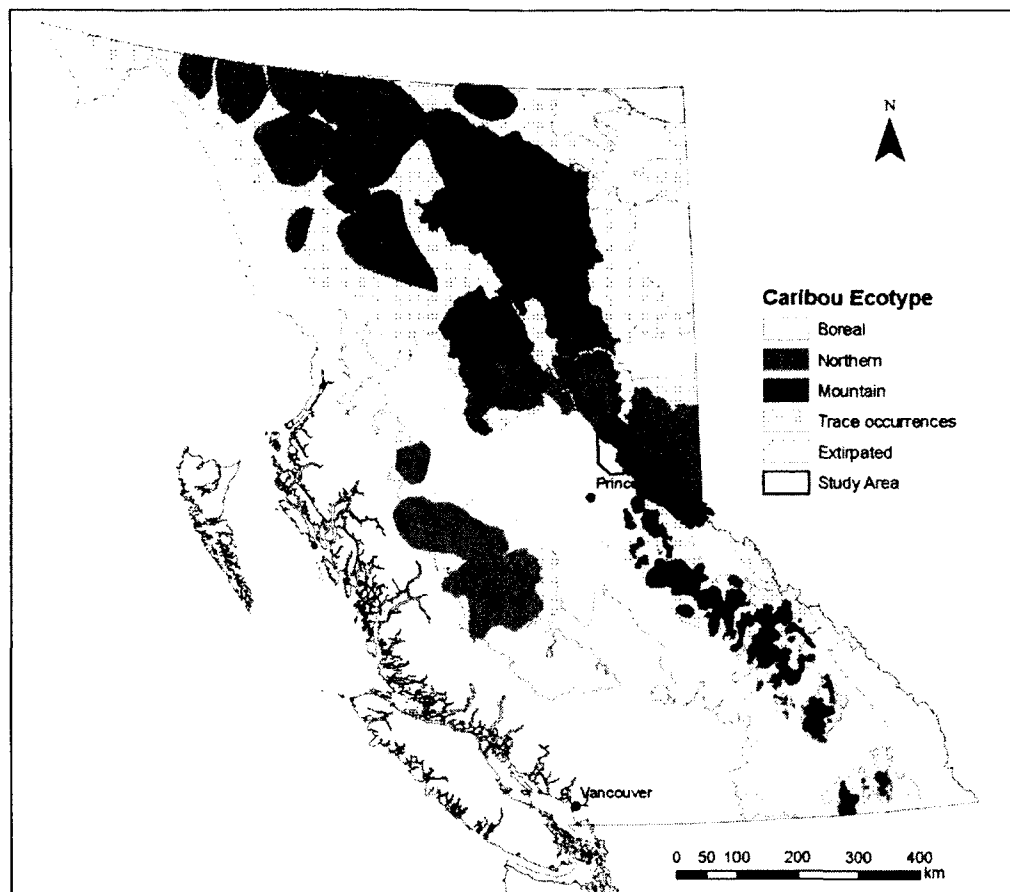 N
Caribou Ecotype
Boreal
Northern
Mountain
Trace occurrences
Extirpated
Study Area
Vancouver
0 50 100 200 300 400
km